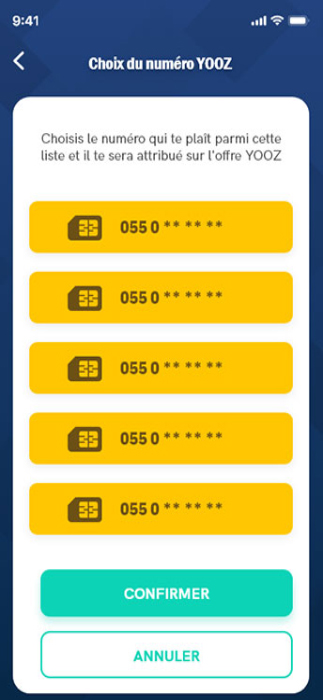 9:41
Choix du numéro YOOZ
Choisis le numéro qui te plaît parmi cette
liste et il te sera attribué sur l'offre YOOZ
055 0 ** ** **
055 0 ** ** **
055 0 ** ** **
055 0 ** ** **
055 0 ** ** **
CONFIRMER
ANNULER